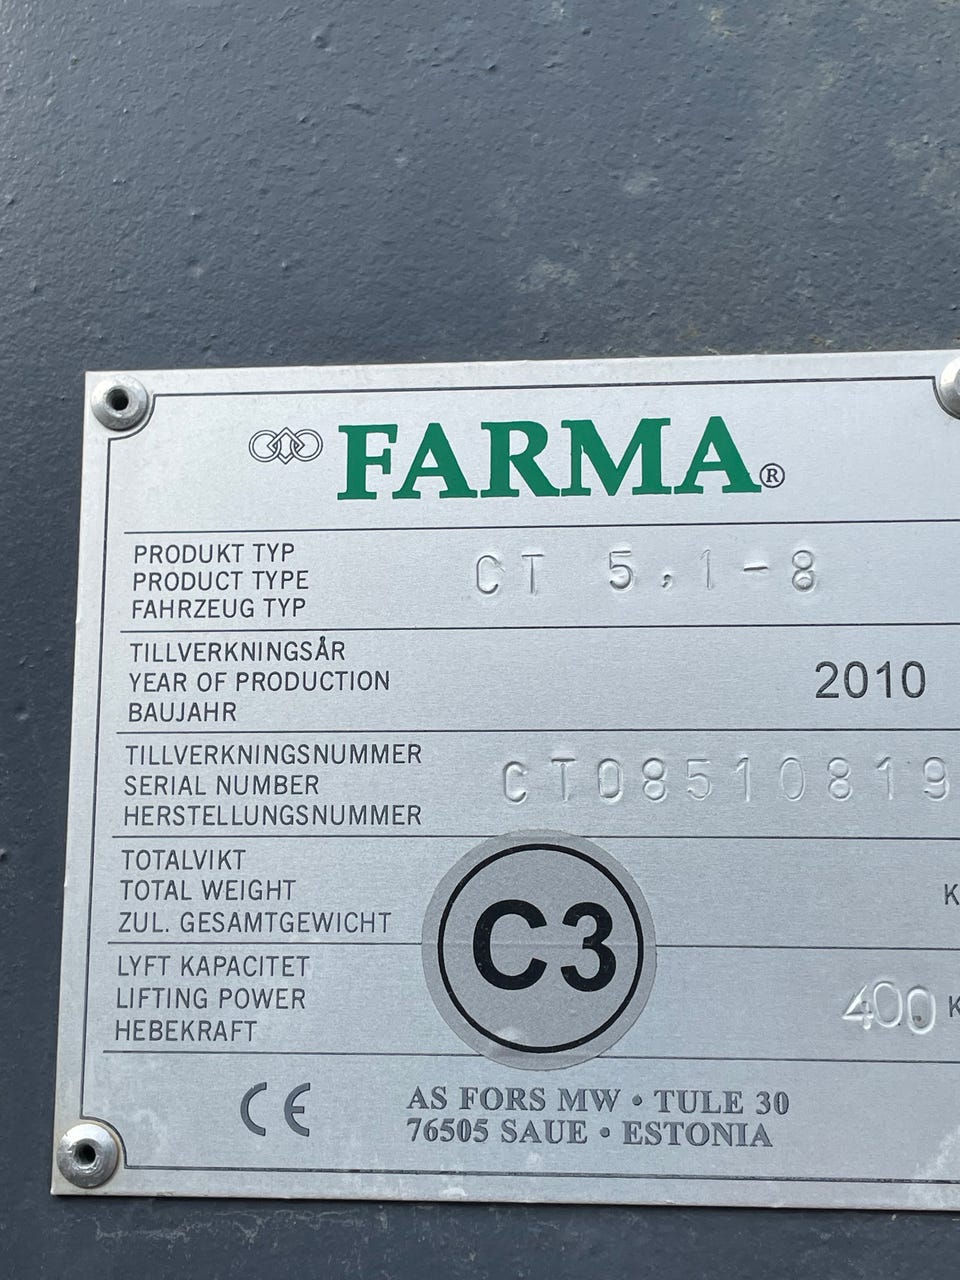 FARMA®
PRODUKT TYP
PRODUCT TYPE
FAHRZEUG TYP
CT 5,1-8
TILLVERKNINGSÅR
YEAR OF PRODUCTION
BAUJAHR
2010
TILLVERKNINGSNUMMER
SERIAL NUMBER
HERSTELLUNGSNUMMER
CT08510819
TOTALVIKT
TOTAL WEIGHT
ZUL. GESAMTGEWICHT
K
LYFT KAPACITET
LIFTING POWER
HEBEKRAFT
400 K
C3
CE
AS FORS MW • TULE 30
76505 SAUE • ESTONIA